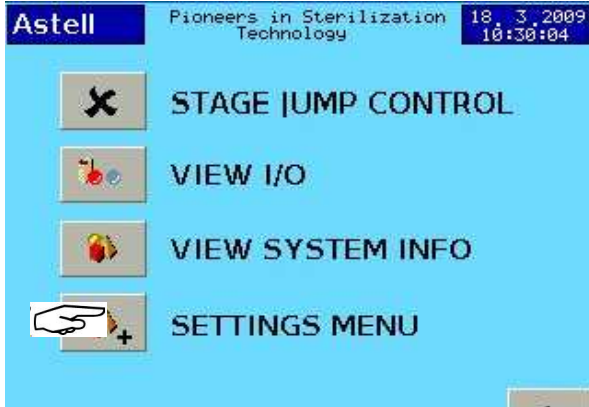 Astell
Pioneers in Sterilization
Technology
18. 3.2009
10:30:04
STAGE JUMP CONTROL
VIEW I/O
VIEW SYSTEM INFO
SETTINGS MENU